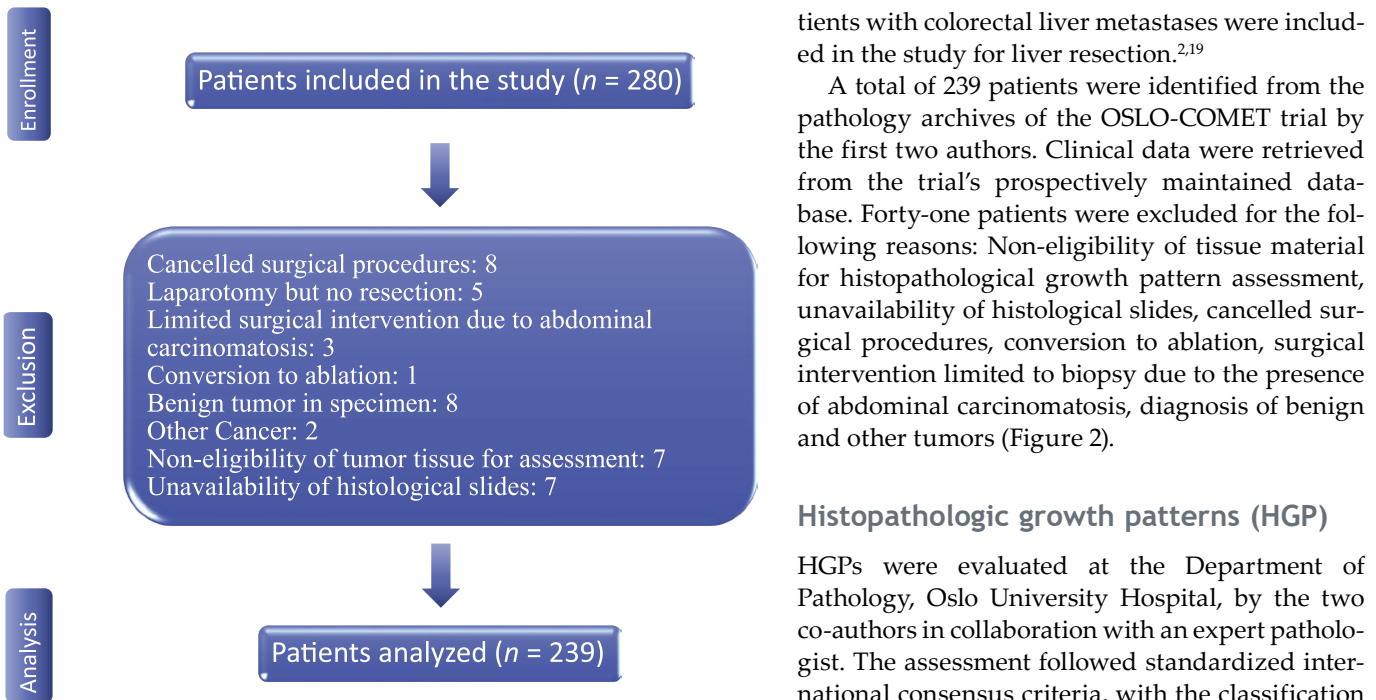 Enrollment
Patients included in the study (n = 280)
Exclusion
Cancelled surgical procedures: 8
Laparotomy but no resection: 5
Limited surgical intervention due to abdominal
carcinomatosis: 3
Conversion to ablation: 1
Benign tumor in specimen: 8
Other Cancer: 2
Non-eligibility of tumor tissue for assessment: 7
Unavailability of histological slides: 7
Analysis
Patients analyzed (n = 239)
tients with colorectal liver metastases were includ-
ed in the study for liver resection.2,19
A total of 239 patients were identified from the
pathology archives of the OSLO-COMET trial by
the first two authors. Clinical data were retrieved
from the trial's prospectively maintained data-
base. Forty-one patients were excluded for the fol-
lowing reasons: Non-eligibility of tissue material
for histopathological growth pattern assessment,
unavailability of histological slides, cancelled sur-
gical procedures, conversion to ablation, surgical
intervention limited to biopsy due to the presence
of abdominal carcinomatosis, diagnosis of benign
and other tumors (Figure 2).
Histopathologic growth patterns (HGP)
HGPs were evaluated at the Department of
Pathology, Oslo University Hospital, by the two
co-authors in collaboration with an expert patholo-
gist. The assessment followed standardized inter-
national consensus criteria, with the classification